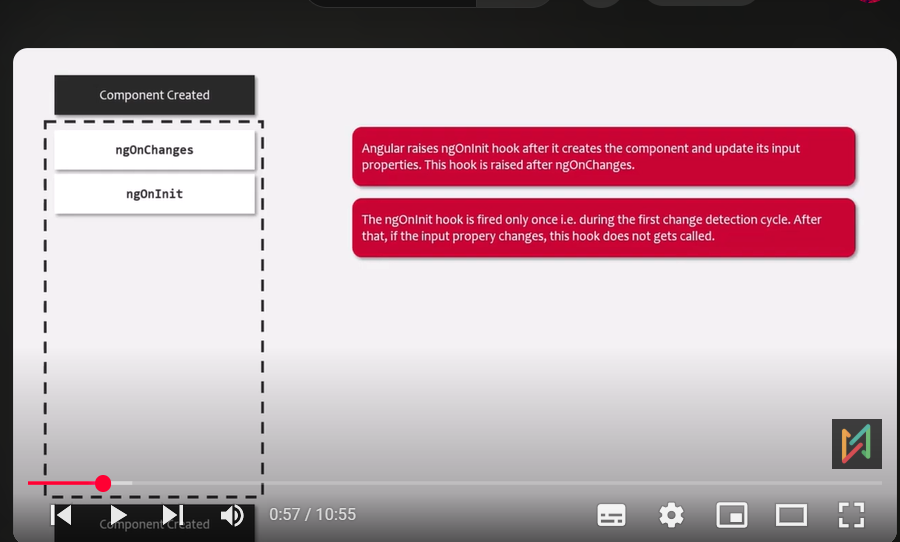 Component Created
ngOnChanges
ngOnInit
Angular raises ngOnInit hook after it creates the component and update its input
properties. This hook is raised after ngOnChanges.
The ngOnInit hook is fired only once i.e. during the first change detection cycle. After
that, if the input propery changes, this hook does not gets called.
Component Created
0:57 / 10:55